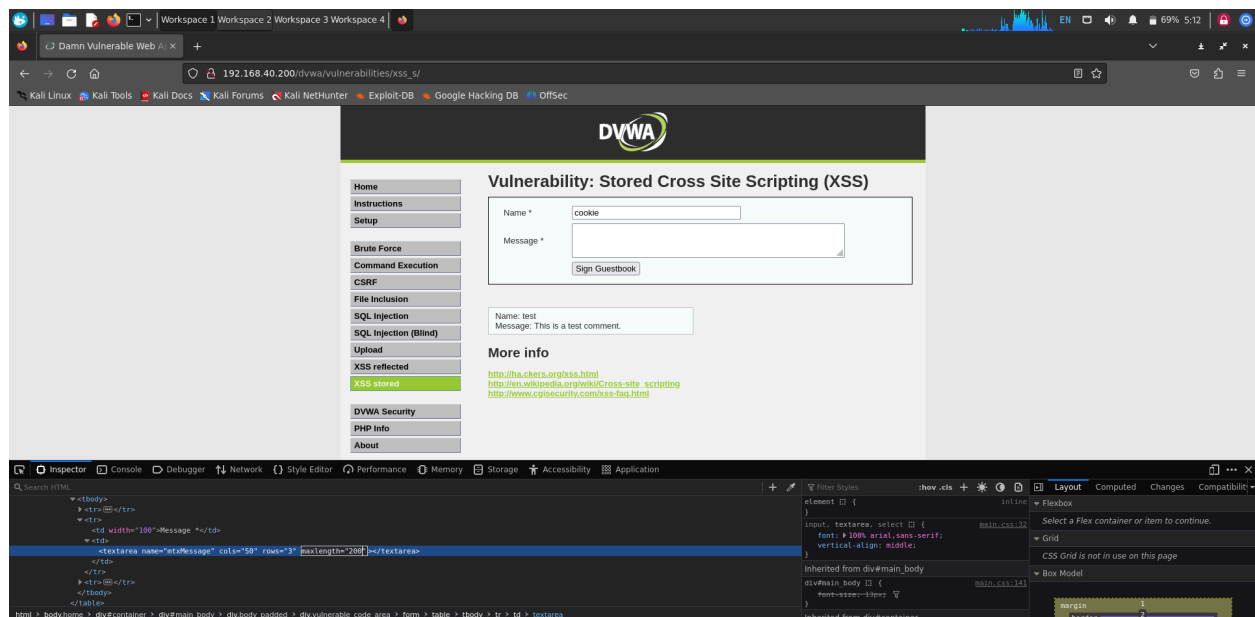 Workspace 1 Workspace 2 Workspace 3 Workspace 4 EN 69% 5:12
Damn Vulnerable Web Ap
192.168.40.200/dvwa/vulnerabilities/xss_s/
Kali Linux Kali Tools Kali Docs Kali Forums Kali NetHunter Exploit-DB Google Hacking DB OffSec
DVWA
Home
Instructions
Setup
Brute Force
Command Execution
CSRF
File Inclusion
SQL Injection
SQL Injection (Blind)
Upload
XSS reflected
XSS stored
DVWA Security
PHP Info
About
Vulnerability: Stored Cross Site Scripting (XSS)
Name * cookie
Message *
Sign Guestbook
Name: test
Message: This is a test comment.
More info
http://ha.ckers.org/xss.html
http://en.wikipedia.org/wiki/Cross-site_scripting
http://www.cgisecurity.com/xss-faq.html
Inspector Console Debugger Network {} Style Editor Performance Memory Storage Accessibility Application
Search HTML
<tbody>
<tr></tr>
<tr>
<td width="100">Message *</td>
<td>
<textarea name="mtxMessage" cols="50" rows="3" maxlength="200"></textarea>
</td>
</tr>
<tr></tr>
</tbody>
</table>
html > body.home > div#container > div#main_body > div.body_padded > div.vulnerable_code_area > form > table > tbody > tr > td > textarea
Filter Styles :hov .cls
element { inline
}
input, textarea, select { main.css:32
font: 100% arial,sans-serif;
vertical-align: middle;
}
Inherited from div#main_body
div#main_body { main.css:141
font-size: 13px;
}
Inherited from div#container
Layout Computed Changes Compatibility
Flexbox
Select a Flex container or item to continue.
Grid
CSS Grid is not in use on this page
Box Model
margin 1
border 2